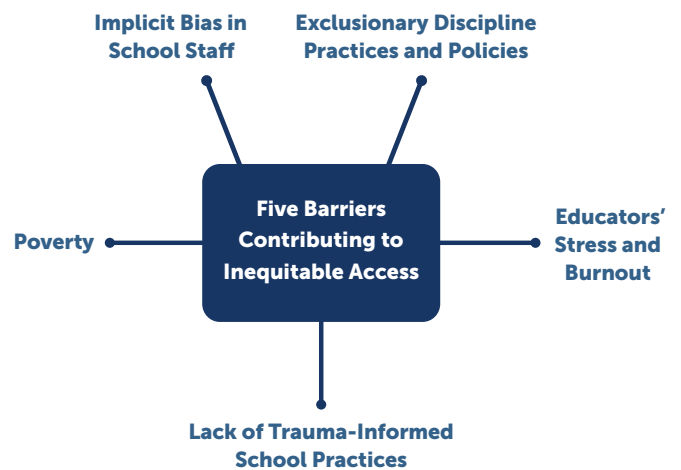 Implicit Bias in
School Staff
Exclusionary Discipline
Practices and Policies
Five Barriers
Contributing to
Inequitable Access
Poverty
Educators’
Stress and
Burnout
Lack of Trauma-Informed
School Practices